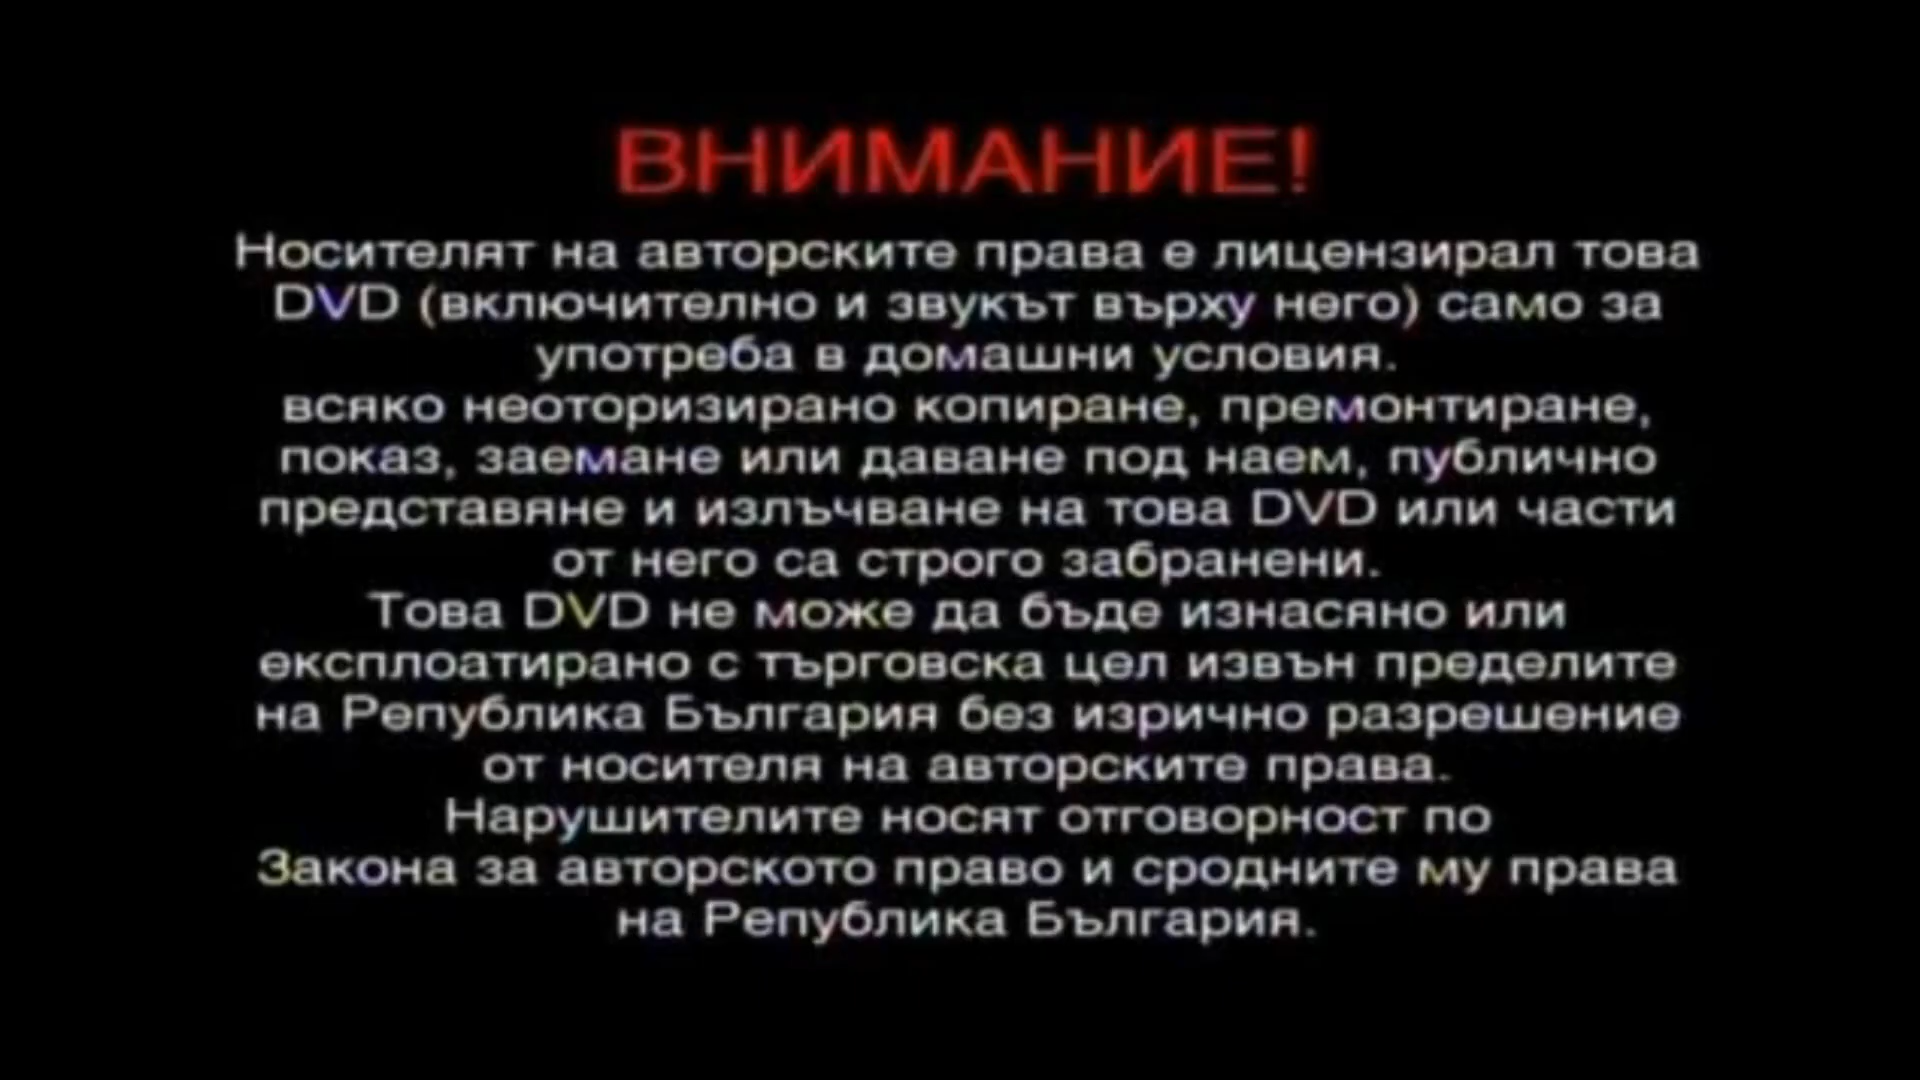 ВНИМАНИЕ!
Носителят на авторските права е лицензирал това
DVD (включително и звукът върху него) само за
употреба в домашни условия.
всяко неоторизирано копиране, премонтиране,
показ, заемане или даване под наем, публично
представяне и излъчване на това DVD или части
от него са строго забранени.
Това DVD не може да бъде изнасяно или
експлоатирано с търговска цел извън пределите
на Република България без изрично разрешение
от носителя на авторските права.
Нарушителите носят отговорност по
Закона за авторското право и сродните му права
на Република България.